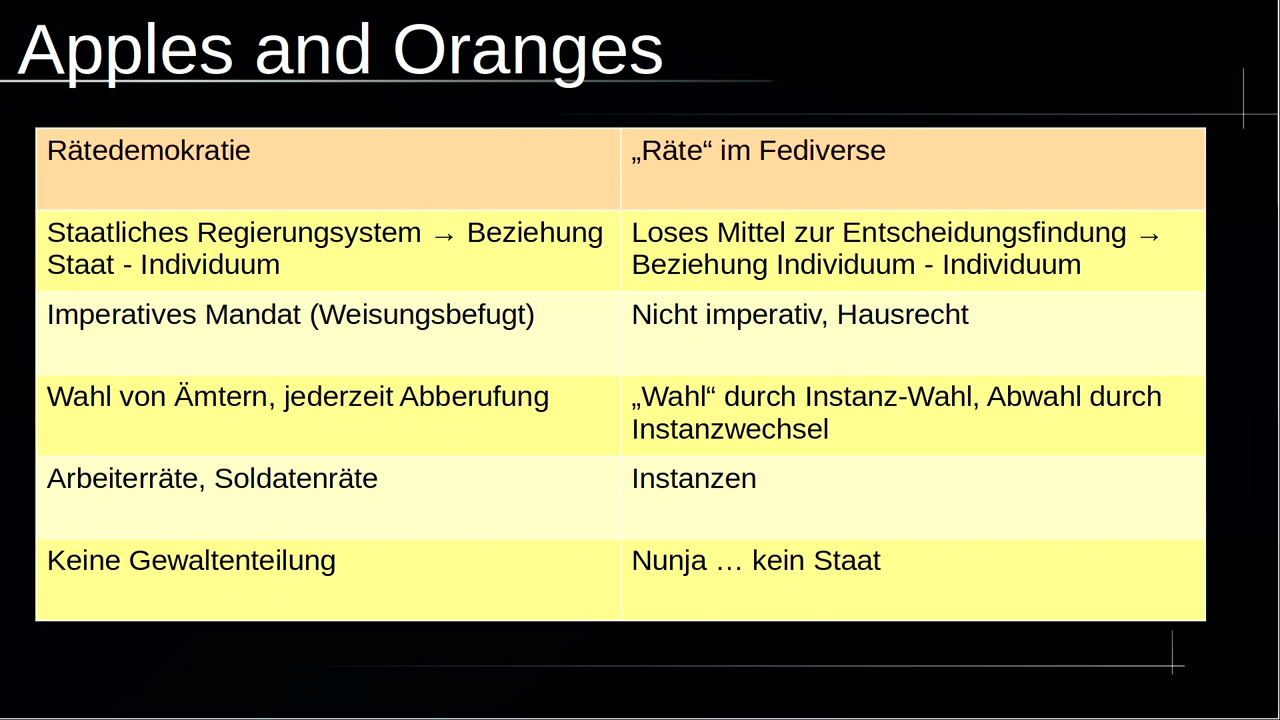 Apples and Oranges
Rätedemokratie
„Räte“ im Fediverse
Staatliches Regierungsystem → Beziehung
Staat - Individuum
Loses Mittel zur Entscheidungsfindung →
Beziehung Individuum - Individuum
Imperatives Mandat (Weisungsbefugt)
Nicht imperativ, Hausrecht
Wahl von Ämtern, jederzeit Abberufung
„Wahl“ durch Instanz-Wahl, Abwahl durch
Instanzwechsel
Arbeiterräte, Soldatenräte
Instanzen
Keine Gewaltenteilung
Nunja … kein Staat